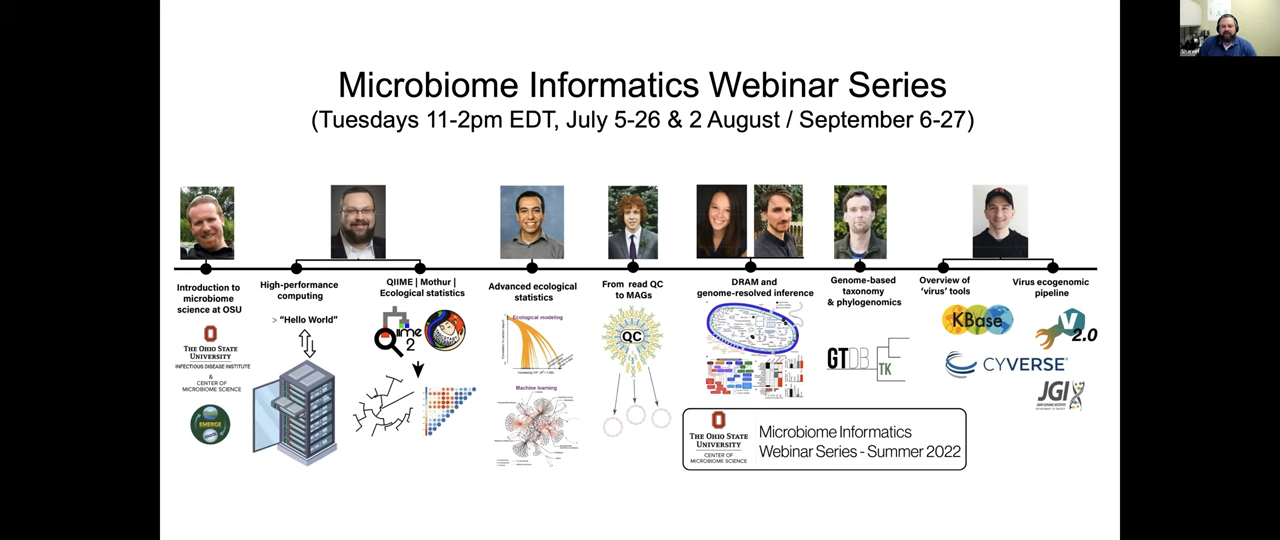 Microbiome Informatics Webinar Series
(Tuesdays 11-2pm EDT, July 5-26 & 2 August / September 6-27)
Introduction to
microbiome
science at OSU
THE OHIO STATE
UNIVERSITY
INFECTIOUS DISEASE INSTITUTE
&
CENTER OF
MICROBIOME SCIENCE
EMERGE
High-performance
computing
> "Hello World"
QIIME | Mothur |
Ecological statistics
QIIME
2
Advanced ecological
statistics
Ecological modeling
Machine learning
From read QC
to MAGs
QC
DRAM and
genome-resolved inference
Genome-based
taxonomy
& phylogenomics
GTDB
TK
Overview of
'virus' tools
KBase
CYVERSE
Virus ecogenomic
pipeline
2.0
JGI
THE OHIO STATE
UNIVERSITY
CENTER OF
MICROBIOME SCIENCE
Microbiome Informatics
Webinar Series - Summer 2022